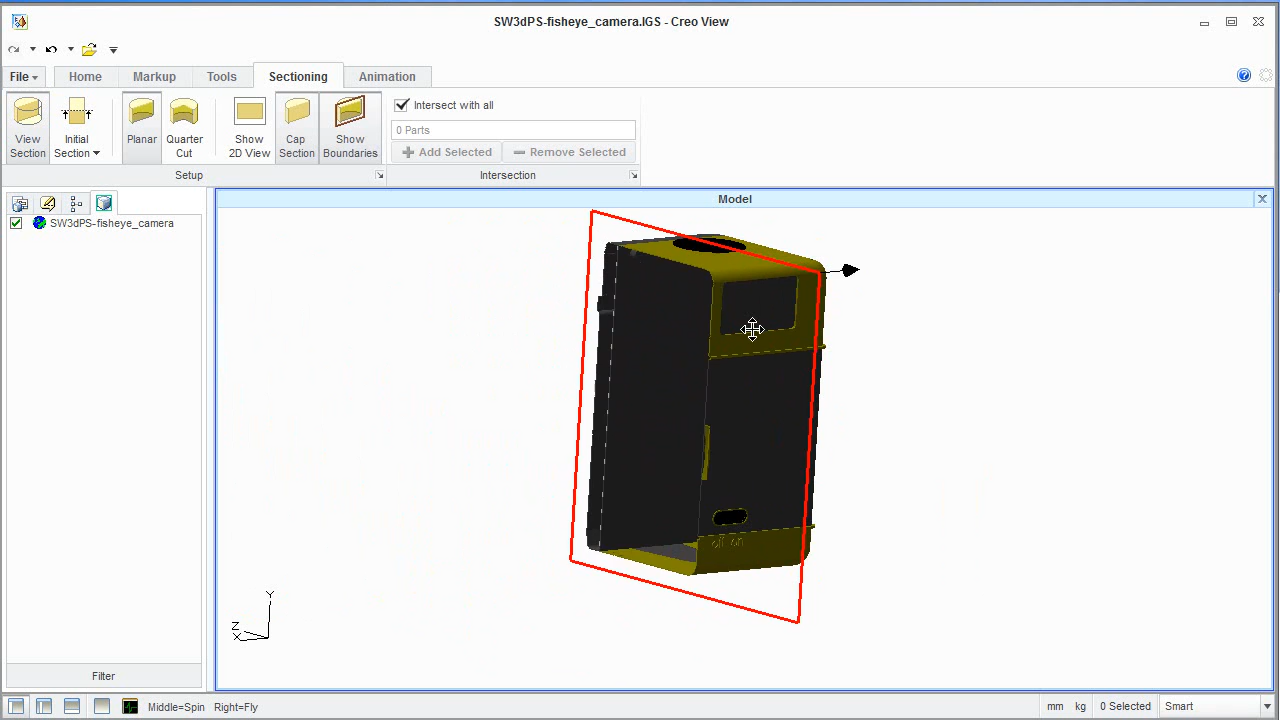 SW3dPS-fisheye_camera.IGS - Creo View
File
Home
Markup
Tools
Sectioning
Animation
View Section
Initial Section
Planar
Quarter Cut
Show 2D View
Cap Section
Show Boundaries
Intersect with all
0 Parts
Add Selected
Remove Selected
Setup
Intersection
Model
SW3dPS-fisheye_camera
off on
Y
Z
X
Filter
Middle=Spin
Right=Fly
mm
kg
0 Selected
Smart